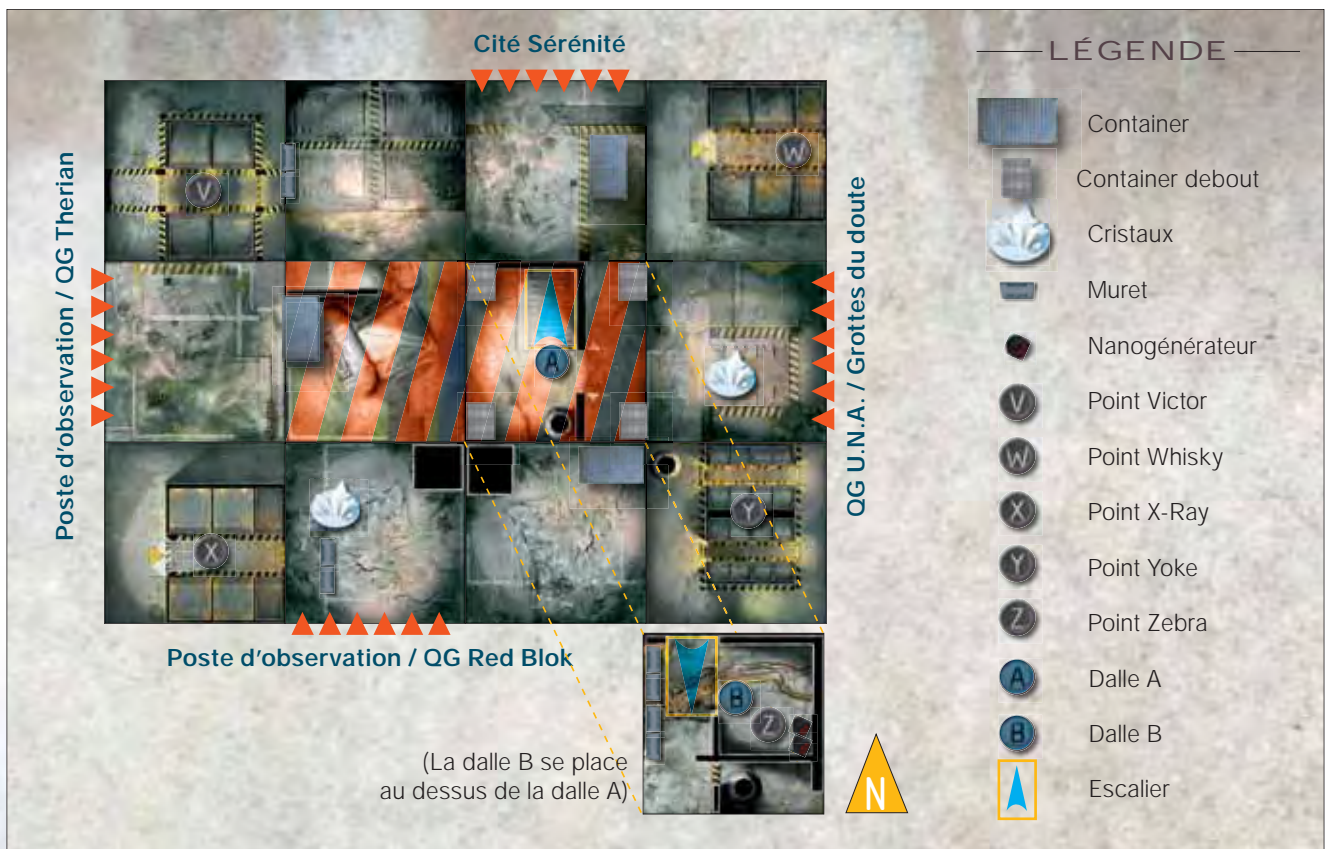 Cité Sérénité
Poste d'observation / QG Therian
V
W
A
X
Y
QG U.N.A. / Grottes du doute
Poste d'observation / QG Red Blok
B
Z
(La dalle B se place
au dessus de la dalle A)
N
LÉGENDE
Container
Container debout
Cristaux
Muret
Nanogénérateur
V Point Victor
W Point Whisky
X Point X-Ray
Y Point Yoke
Z Point Zebra
A Dalle A
B Dalle B
Escalier